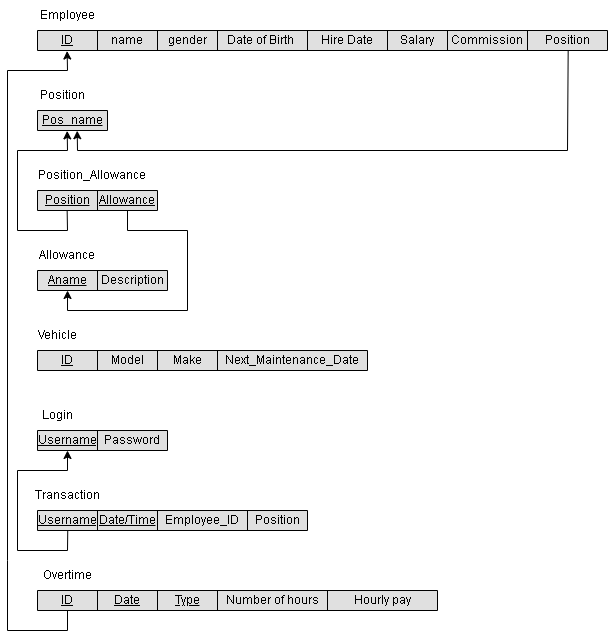 Employee
ID name gender Date of Birth Hire Date Salary Commission Position
Position
Pos_name
Position_Allowance
Position Allowance
Allowance
Aname Description
Vehicle
ID Model Make Next_Maintenance_Date
Login
Username Password
Transaction
Username Date/Time Employee_ID Position
Overtime
ID Date Type Number of hours Hourly pay